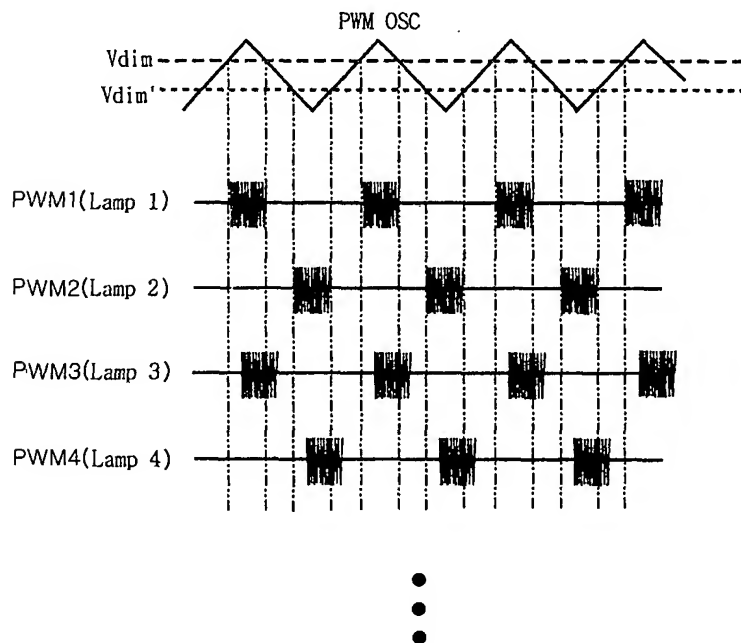 PWM OSC
Vdim
Vdim'
PWM1(Lamp 1)
PWM2(Lamp 2)
PWM3(Lamp 3)
PWM4(Lamp 4)